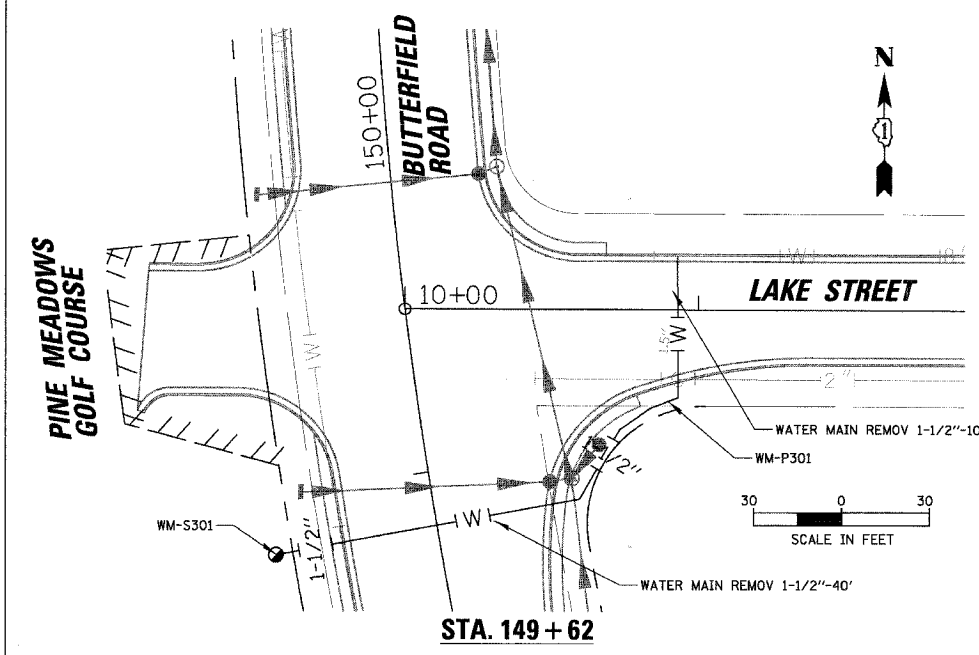 BUTTERFIELD
ROAD
150+00
N
1
10+00
W
LAKE STREET
PINE MEADOWS
GOLF COURSE
W
W
2"
WATER MAIN REMOV 1-1/2"-10
WM-P301
30 0 30
SCALE IN FEET
WM-S301
1-1/2"
W
WATER MAIN REMOV 1-1/2"-40'
STA. 149+62